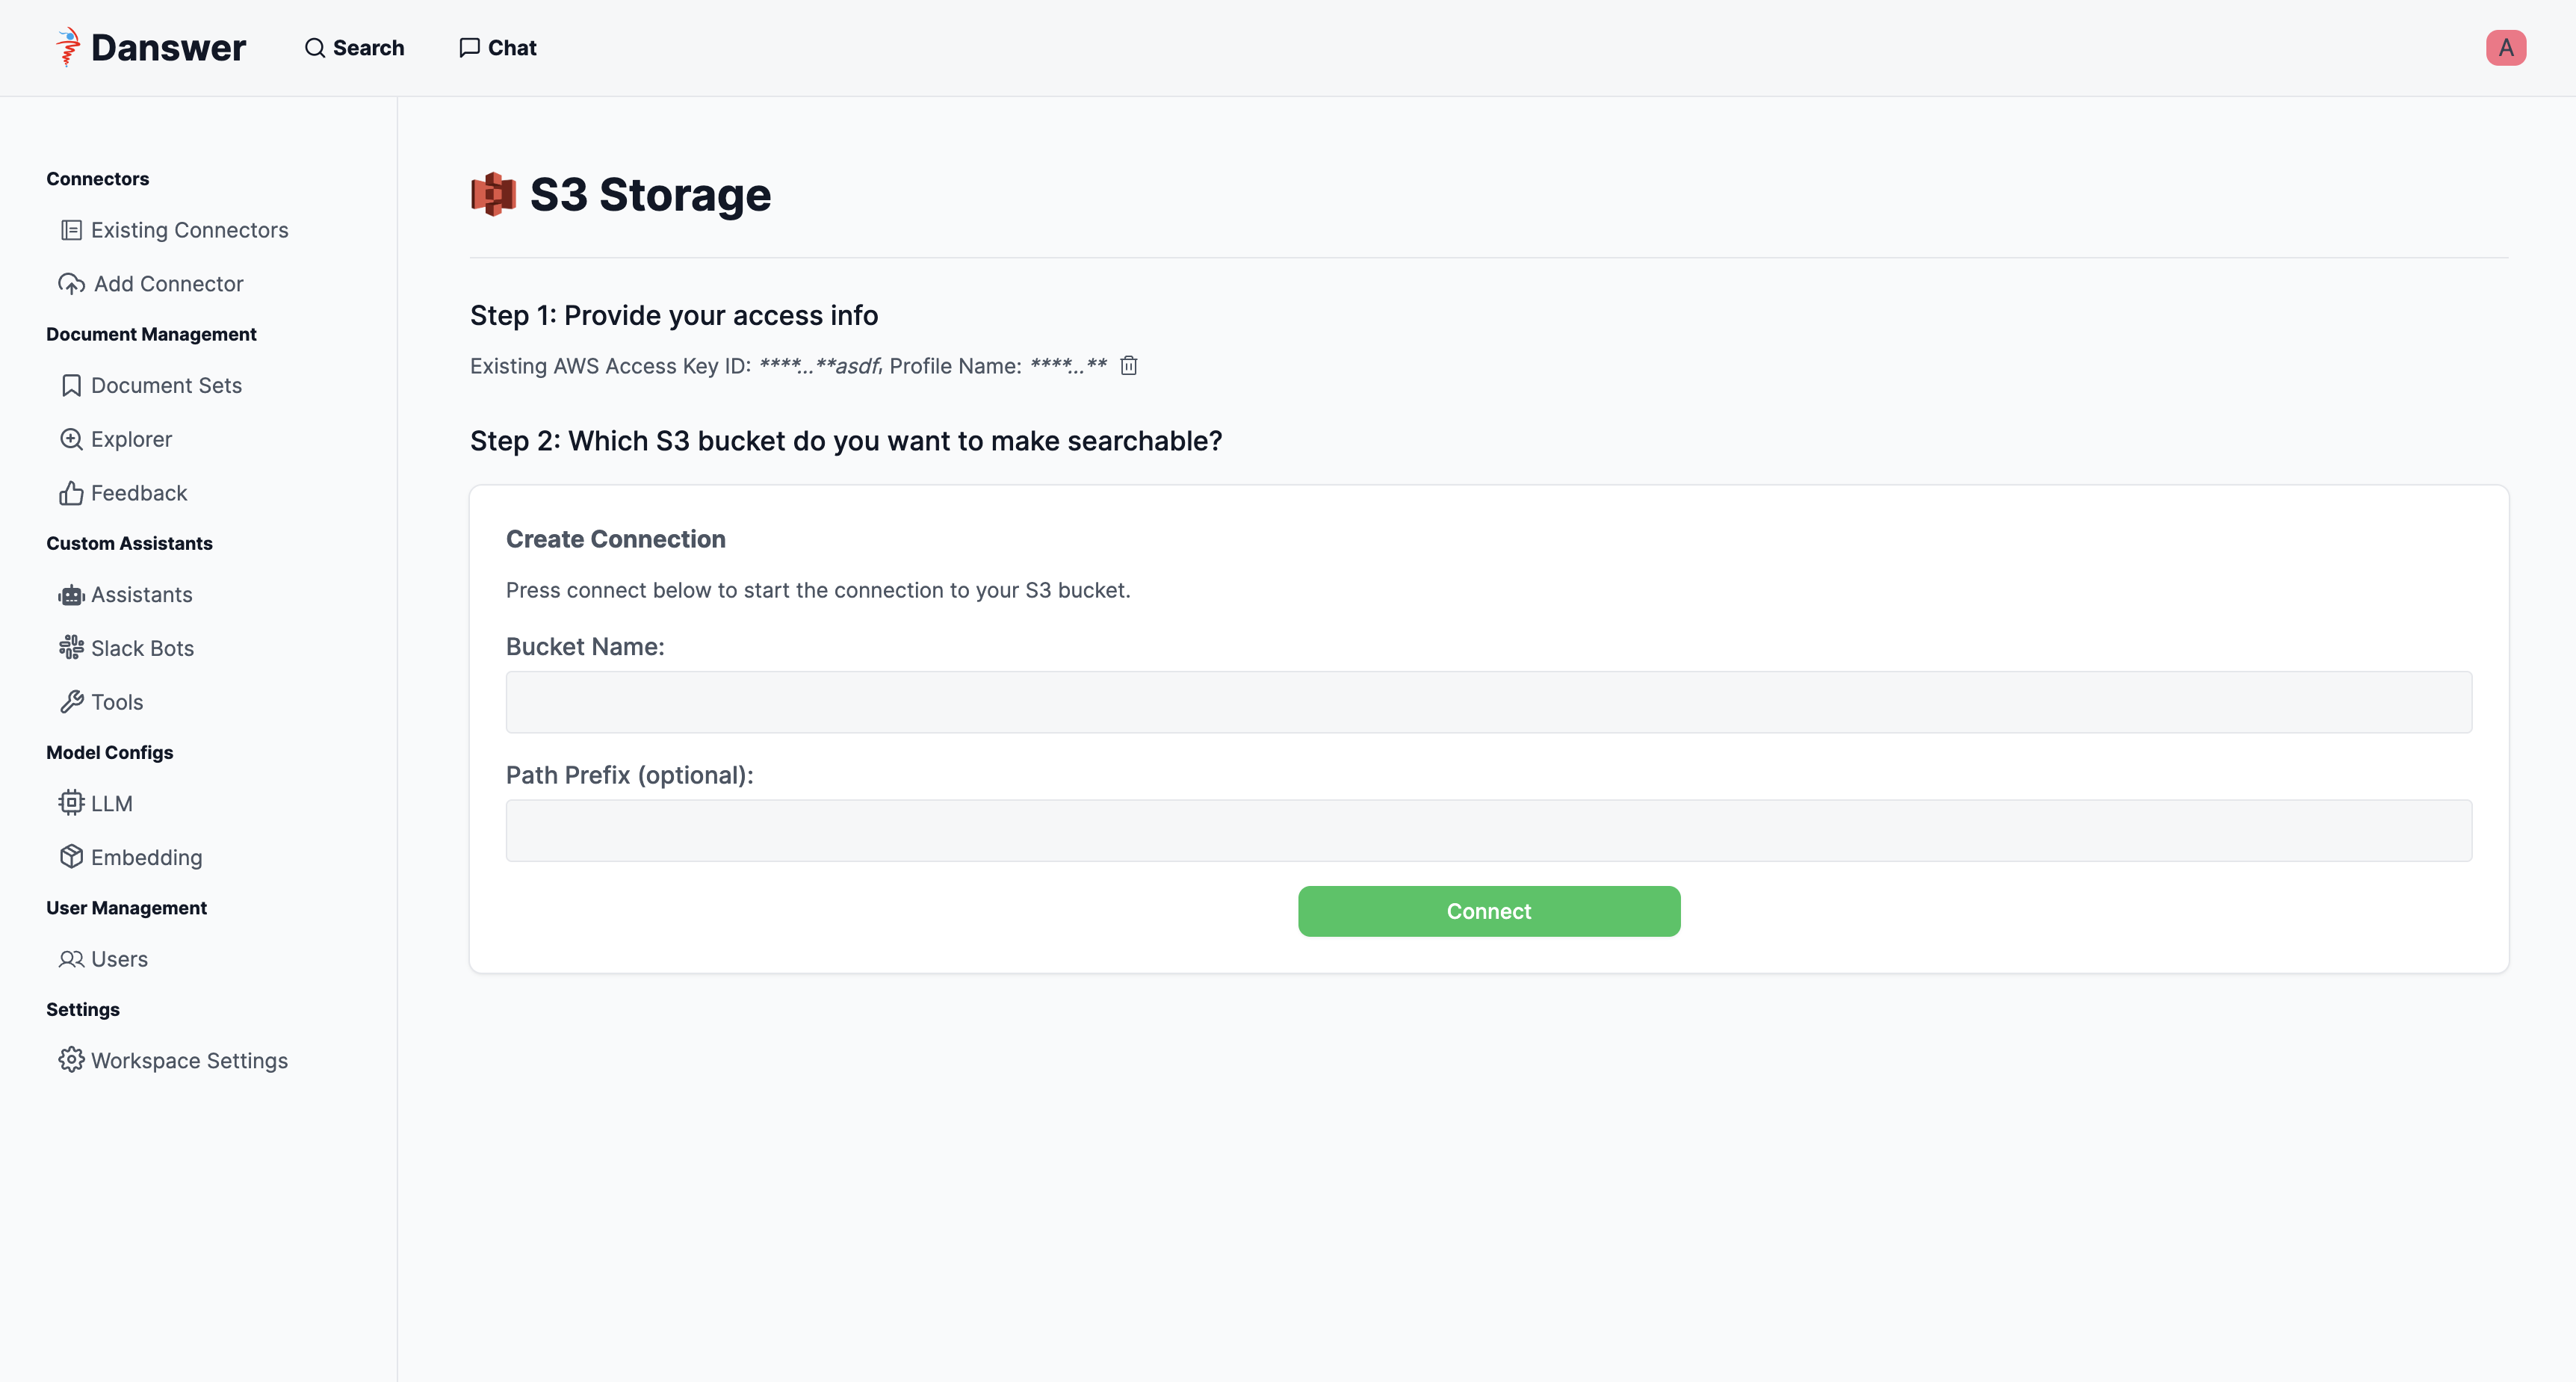 Danswer
Search
Chat
A
Connectors
Existing Connectors
Add Connector
Document Management
Document Sets
Explorer
Feedback
Custom Assistants
Assistants
Slack Bots
Tools
Model Configs
LLM
Embedding
User Management
Users
Settings
Workspace Settings
S3 Storage
Step 1: Provide your access info
Existing AWS Access Key ID: ****...**asdf, Profile Name: ****...**
Step 2: Which S3 bucket do you want to make searchable?
Create Connection
Press connect below to start the connection to your S3 bucket.
Bucket Name:
Path Prefix (optional):
Connect